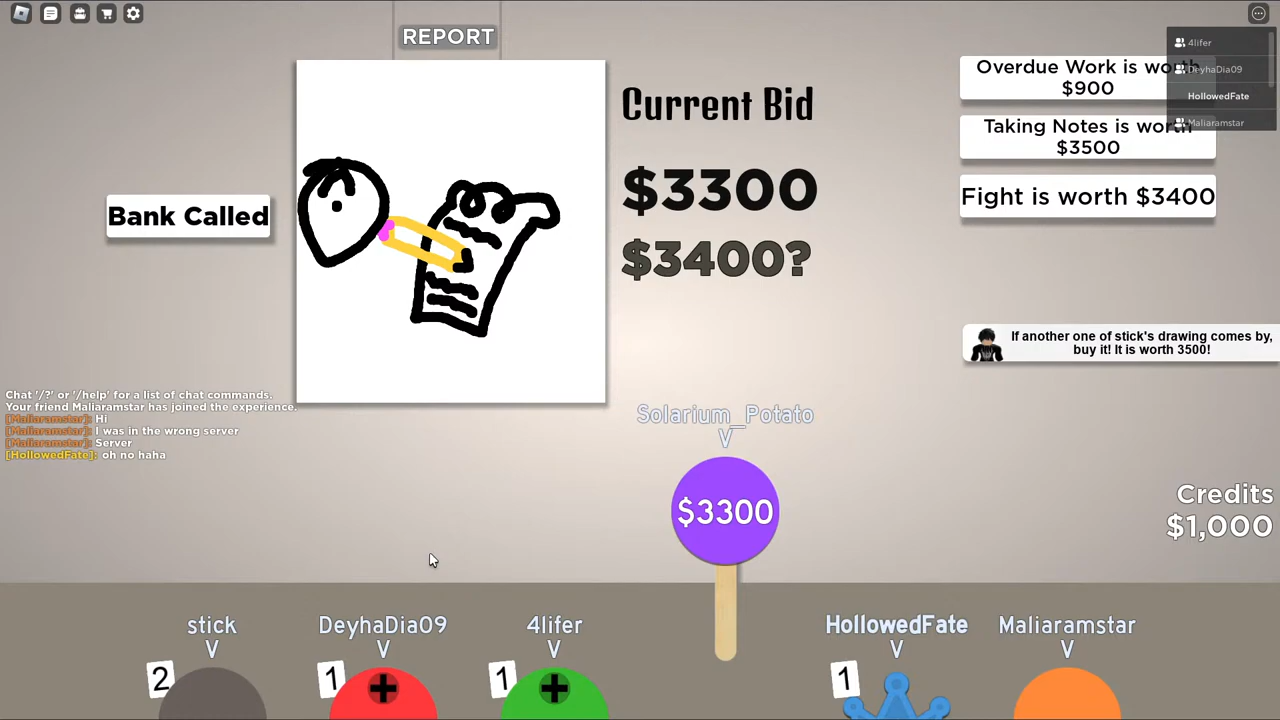 REPORT
Bank Called
Current Bid
$3300
$3400?
Overdue Work is worth
$900
Taking Notes is worth
$3500
Fight is worth $3400
4lifer
DeyhaDia09
HollowedFate
Maliaramstar
If another one of stick's drawing comes by,
buy it! It is worth 3500!
Chat '/?' or '/help' for a list of chat commands.
Your friend Maliaramstar has joined the experience.
[Maliaramstar]: Hi
[Maliaramstar]: I was in the wrong server
[Maliaramstar]: Server
[HollowedFate]: oh no haha
Solarium_Potato
V
$3300
Credits
$1,000
stick
V
2
DeyhaDia09
V
1
4lifer
V
1
HollowedFate
V
1
Maliaramstar
V